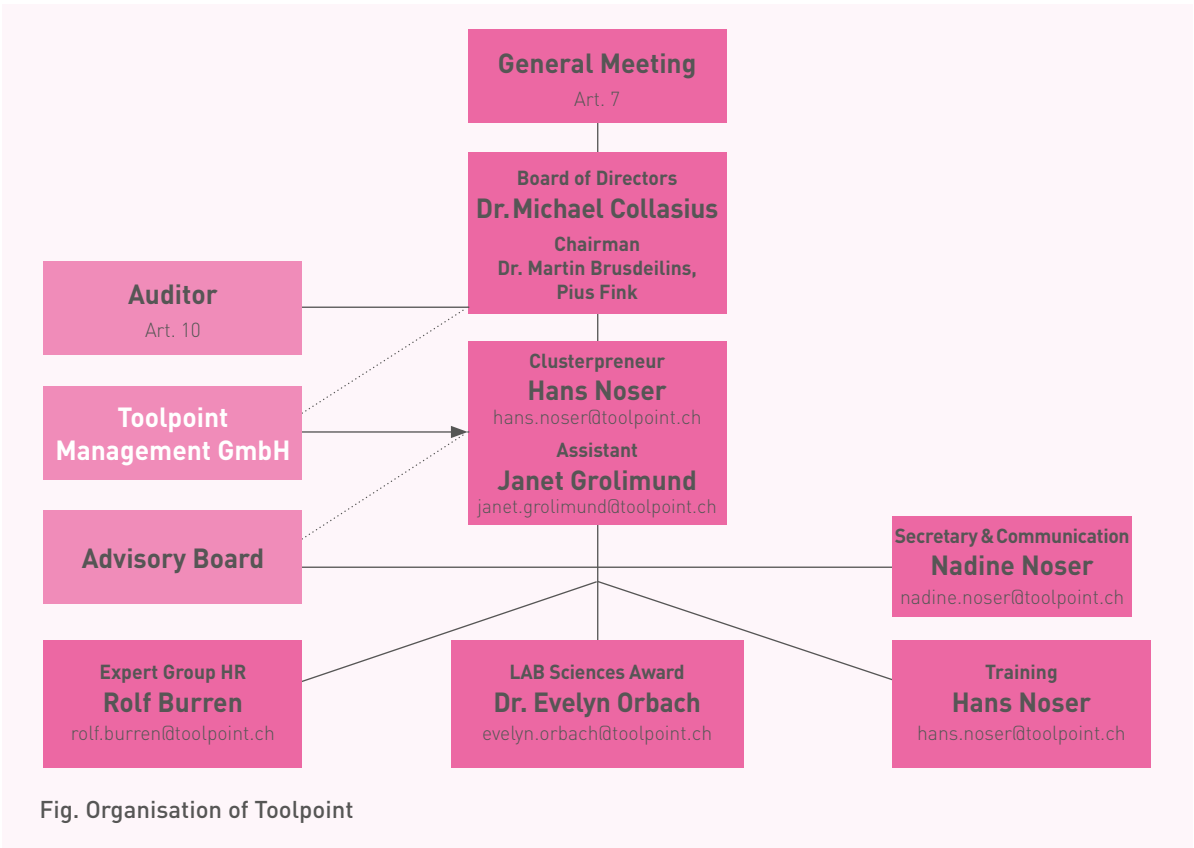 General Meeting
Art. 7
Board of Directors
Dr. Michael Collasius
Chairman
Dr. Martin Brusdeilins,
Pius Fink
Auditor
Art. 10
Clusterpreneur
Hans Noser
hans.noser@toolpoint.ch
Assistant
Janet Grolimund
janet.grolimund@toolpoint.ch
Toolpoint
Management GmbH
Advisory Board
Secretary & Communication
Nadine Noser
nadine.noser@toolpoint.ch
Expert Group HR
Rolf Burren
rolf.burren@toolpoint.ch
LAB Sciences Award
Dr. Evelyn Orbach
evelyn.orbach@toolpoint.ch
Training
Hans Noser
hans.noser@toolpoint.ch
Fig. Organisation of Toolpoint